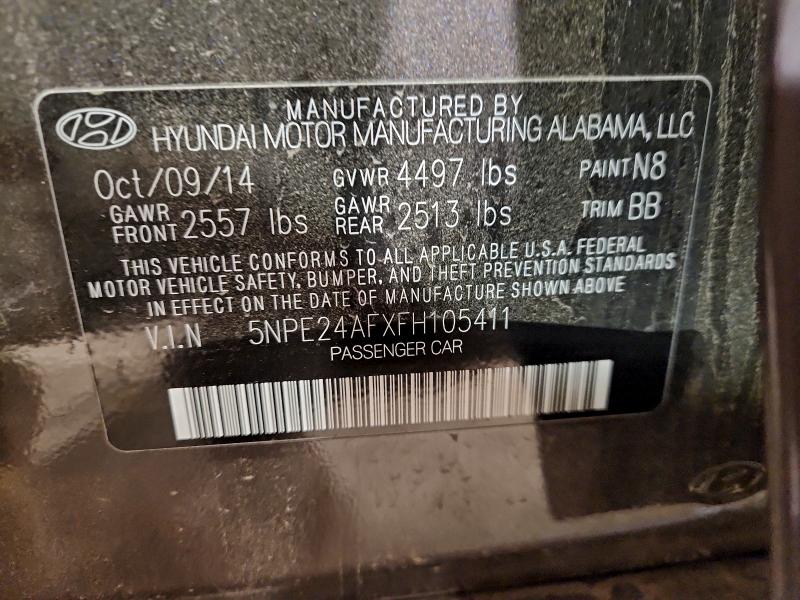 MANUFACTURED BY
HYUNDAI MOTOR MANUFACTURING ALABAMA, LLC
Oct/09/14 GVWR 4497 lbs PAINT N8
GAWR FRONT 2557 lbs GAWR REAR 2513 lbs TRIM BB
THIS VEHICLE CONFORMS TO ALL APPLICABLE U.S.A. FEDERAL
MOTOR VEHICLE SAFETY, BUMPER, AND THEFT PREVENTION STANDARDS
IN EFFECT ON THE DATE OF MANUFACTURE SHOWN ABOVE
V.I.N 5NPE24AFXFH105411
PASSENGER CAR